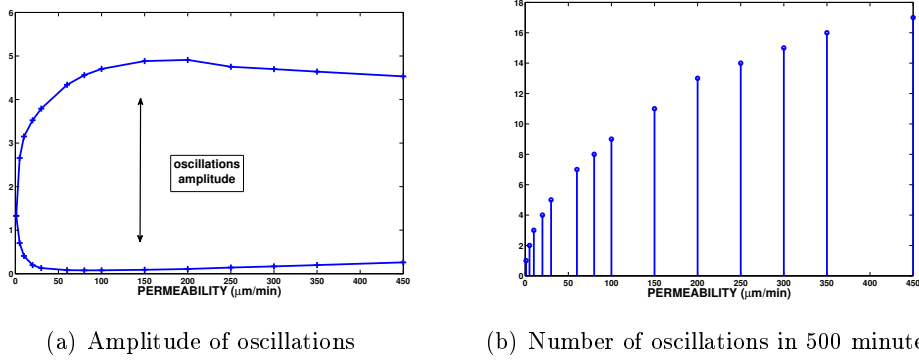 6
5
4
3
2
1
0
0 50 100 150 200 250 300 350 400 450
PERMEABILITY (μm/min)
oscillations
amplitude
(a) Amplitude of oscillations
18
16
14
12
10
8
6
4
2
0
0 50 100 150 200 250 300 350 400 450
PERMEABILITY (μm/min)
(b) Number of oscillations in 500 minute